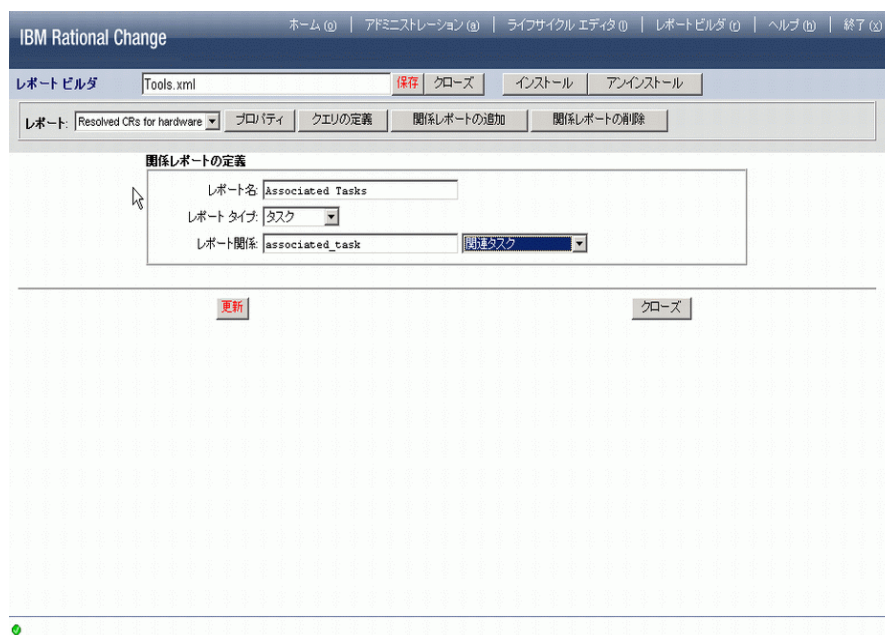 IBM Rational Change
ホーム (o) | アドミニストレーション (a) | ライフサイクル エディタ (l) | レポートビルダ (r) | ヘルプ (h) | 終了 (x)
レポート ビルダ Tools.xml 保存 クローズ インストール アンインストール
レポート: Resolved CRs for hardware プロパティ クエリの定義 関係レポートの追加 関係レポートの削除
関係レポートの定義
レポート名: Associated Tasks
レポート タイプ: タスク
レポート関係: associated_task 関連タスク
更新 クローズ